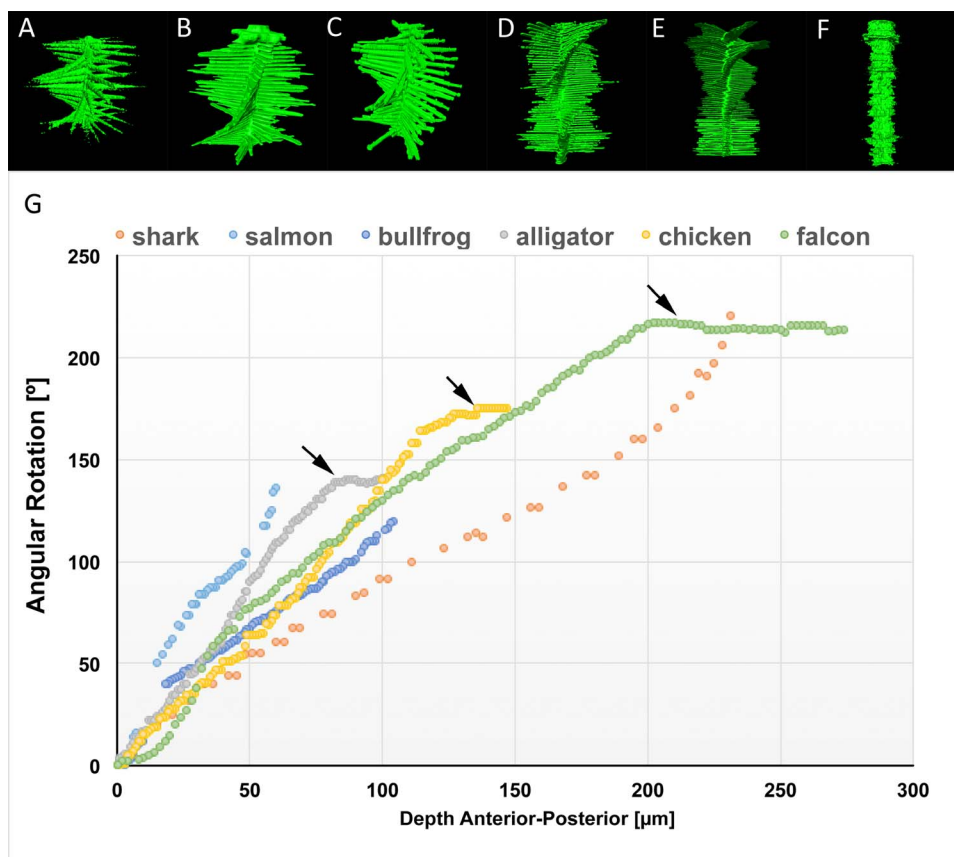 A B C D E F
G
shark salmon bullfrog alligator chicken falcon
250
200
150
100
50
0
Angular Rotation [º]
0 50 100 150 200 250 300
Depth Anterior-Posterior [µm]